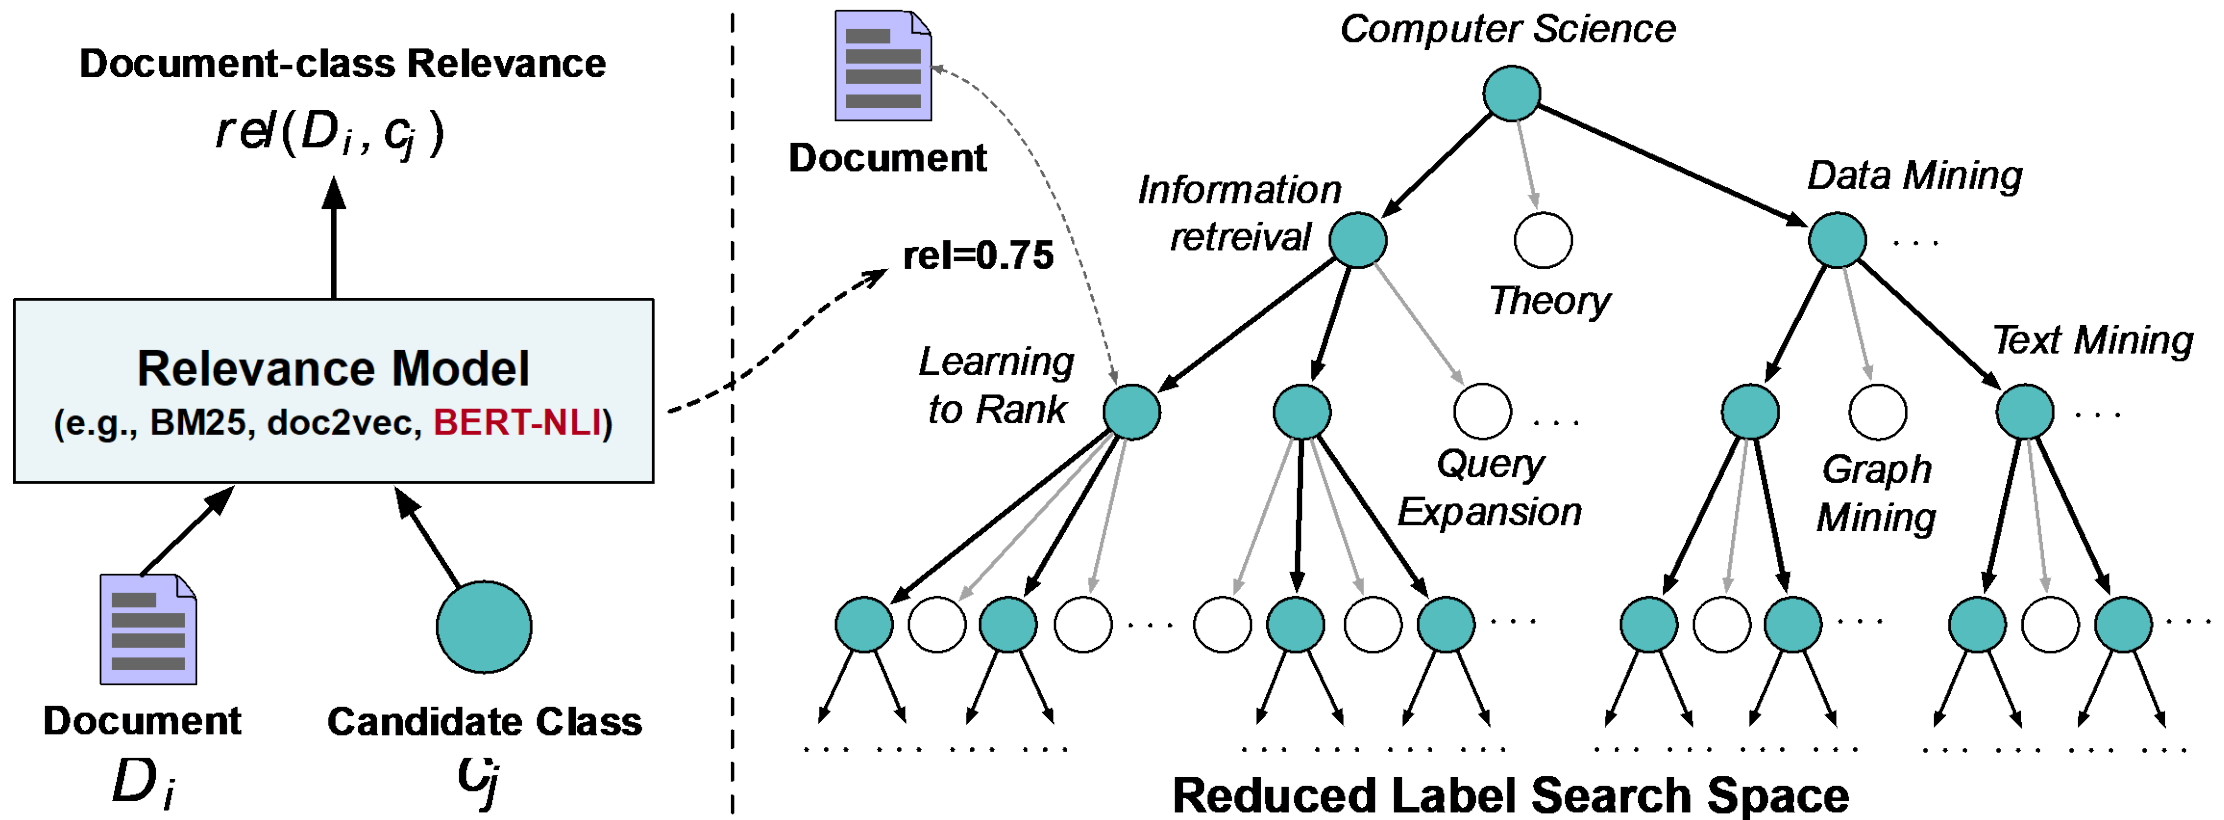 Document-class Relevance
rel(D i , cj )
Relevance Model
(e.g., BM25, doc2vec, BERT-NLI)
Document
D i
Candidate Class
cj
Document
rel=0.75
Computer Science
Information
retreival
Theory
Data Mining
. . .
Learning
to Rank
Query
Expansion
. . .
Graph
Mining
Text Mining
. . .
. . .
. . .
. . .
. . .
. . . . . . . . . . . .
. . . . . . . . . . . .
. . . . . . . . . . . .
. . . . . . . . . . . .
Reduced Label Search Space